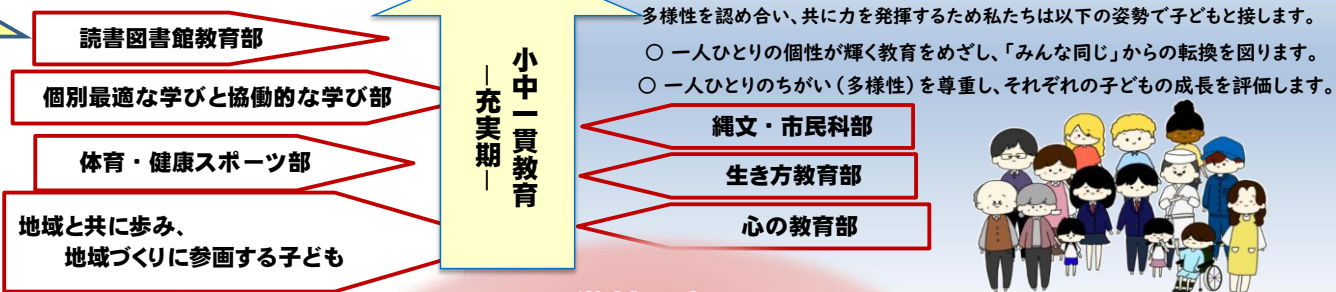 読書図書館教育部
個別最適な学びと協働的な学び部
体育・健康スポーツ部
地域と共に歩み、
地域づくりに参画する子ども
小中一貫教育
―充実期―
多様性を認め合い、共に力を発揮するため私たちは以下の姿勢で子どもと接します。
〇 一人ひとりの個性が輝く教育をめざし、「みんな同じ」からの転換を図ります。
〇 一人ひとりのちがい(多様性)を尊重し、それぞれの子どもの成長を評価します。
縄文・市民科部
生き方教育部
心の教育部